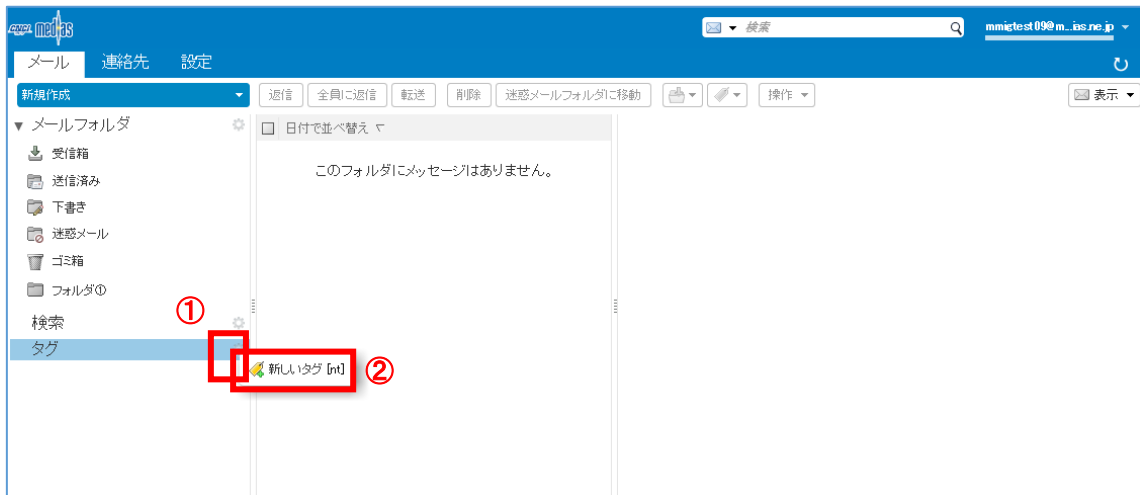 medias
検索
mmigtest09@m...ias.ne.jp
メール 連絡先 設定
新規作成 返信 全員に返信 転送 削除 迷惑メールフォルダに移動 操作 表示
メールフォルダ
日付で並べ替え
受信箱
このフォルダにメッセージはありません。
送信済み
下書き
迷惑メール
ゴミ箱
フォルダ①
①
検索
タグ
新しいタグ [nt]
②